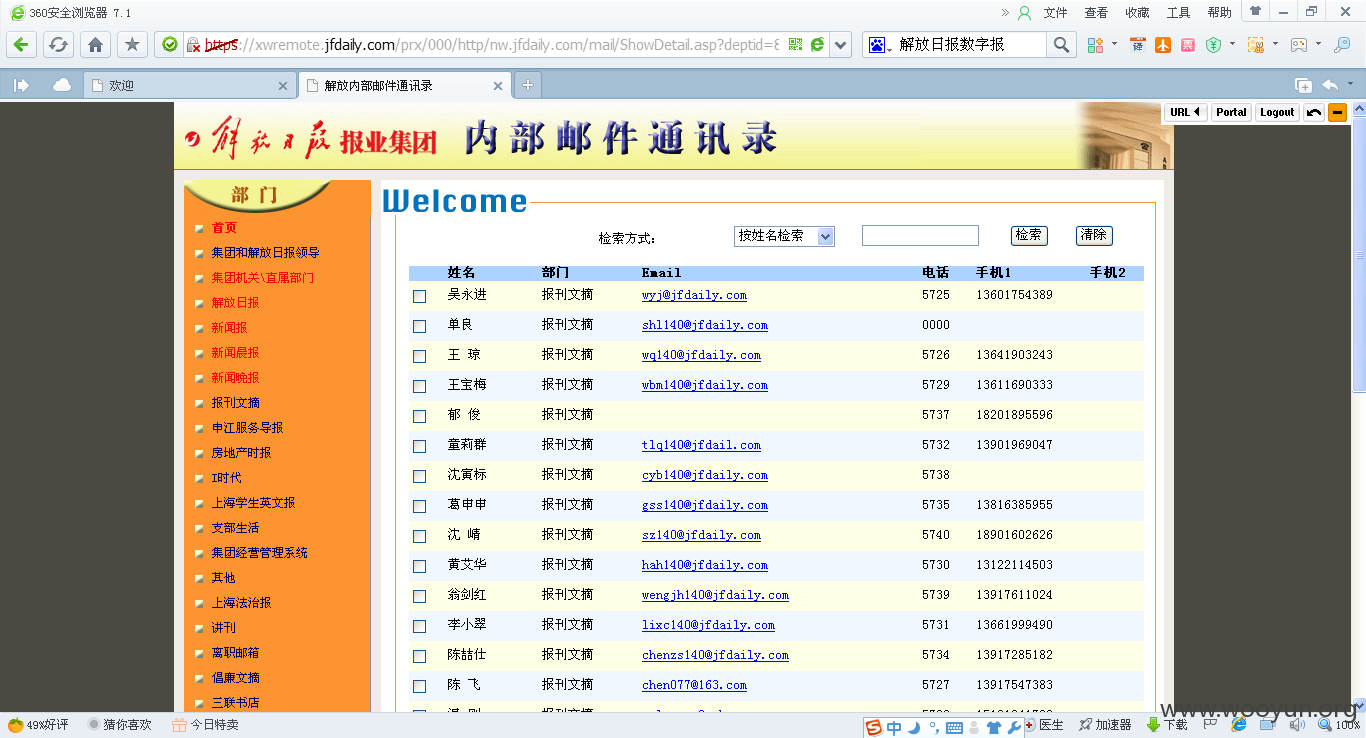 360安全浏览器 7.1
文件 查看 收藏 工具 帮助
https://xwremote.jfdaily.com/prx/000/http/nw.jfdaily.com/mail/ShowDetail.asp?deptid=8
解放日报数字报
译
票
欢迎
解放内部邮件通讯录
URL Portal Logout
解放日报报业集团 内部邮件通讯录
部门
首页
集团和解放日报领导
集团机关\直属部门
解放日报
新闻报
新闻晨报
新闻晚报
报刊文摘
申江服务导报
房地产时报
I时代
上海学生英文报
支部生活
集团经营管理系统
其他
上海法治报
讲刊
离职邮箱
倡廉文摘
三联书店
Welcome
检索方式: 按姓名检索 检索 清除
姓名 部门 Email 电话 手机1 手机2
吴永进 报刊文摘 wyj@jfdaily.com 5725 13601754389
单良 报刊文摘 shl140@jfdaily.com 0000
王 琼 报刊文摘 wq140@jfdaily.com 5726 13641903243
王宝梅 报刊文摘 wbm140@jfdaily.com 5729 13611690333
郁 俊 报刊文摘 5737 18201895596
童莉群 报刊文摘 tlq140@jfdail.com 5732 13901969047
沈寅标 报刊文摘 cyb140@jfdaily.com 5738
葛申申 报刊文摘 gss140@jfdaily.com 5735 13816385955
沈 崝 报刊文摘 sz140@jfdaily.com 5740 18901602626
黄艾华 报刊文摘 hah140@jfdaily.com 5730 13122114503
翁剑红 报刊文摘 wengjh140@jfdaily.com 5739 13917611024
李小翠 报刊文摘 lixc140@jfdaily.com 5731 13661999490
陈喆仕 报刊文摘 chenzs140@jfdaily.com 5734 13917285182
陈 飞 报刊文摘 chen077@163.com 5727 13917547383
www.wooyun.org
49%好评 猜你喜欢 今日特卖
中
医生 加速器 下载 100%